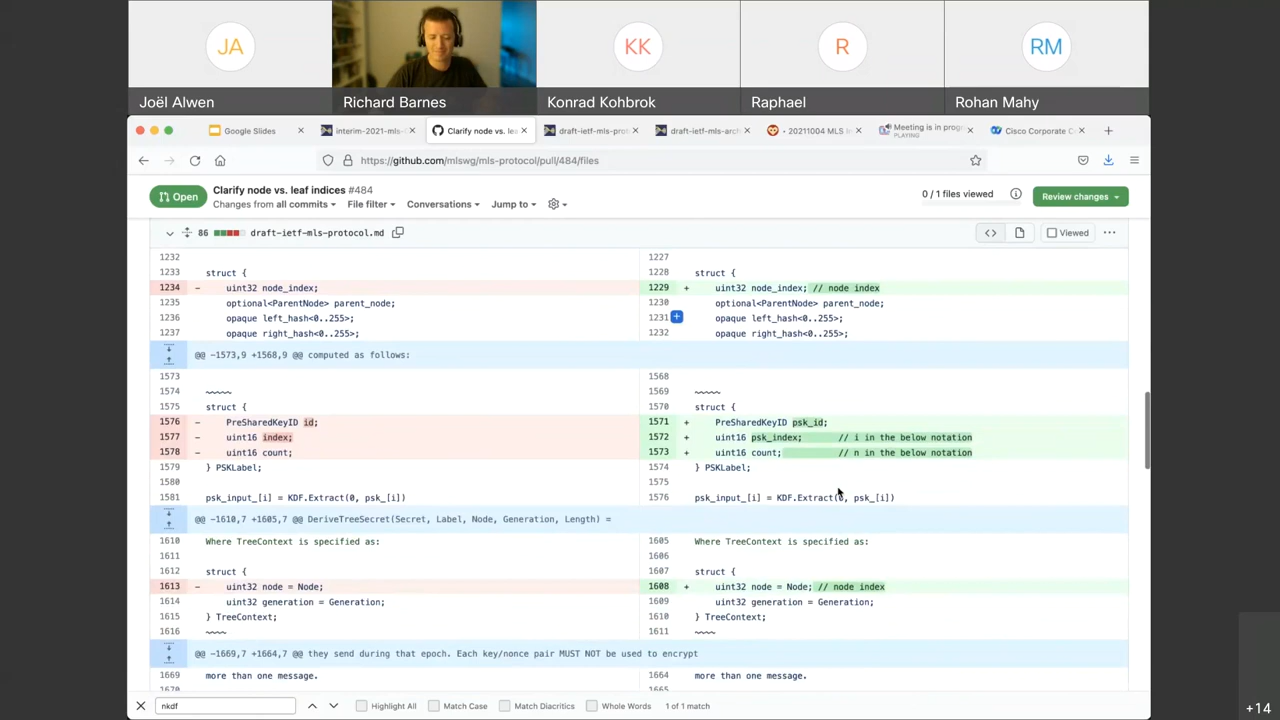 JA
KK
R
RM
Joël Alwen
Richard Barnes
Konrad Kohbrok
Raphael
Rohan Mahy
Google Slides
interim-2021-mls-
Clarify node vs. lea
draft-ietf-mls-prot
draft-ietf-mls-arch
· 20211004 MLS I
Meeting is in prog
PLAYING
Cisco Corporate C
https://github.com/mlswg/mls-protocol/pull/484/files
Open
Clarify node vs. leaf indices #484
Changes from all commits
File filter
Conversations
Jump to
0 / 1 files viewed
Review changes
86
draft-ietf-mls-protocol.md
Viewed
1232 1227
1233 struct { 1228 struct {
1234 - uint32 node_index; 1229 + uint32 node_index; // node index
1235 optional<ParentNode> parent_node; 1230 optional<ParentNode> parent_node;
1236 opaque left_hash<0..255>; 1231 opaque left_hash<0..255>;
1237 opaque right_hash<0..255>; 1232 opaque right_hash<0..255>;
@@ -1573,9 +1568,9 @@ computed as follows:
1573 1568
1574 ~~~~~ 1569 ~~~~~
1575 struct { 1570 struct {
1576 - PreSharedKeyID id; 1571 + PreSharedKeyID psk_id;
1577 - uint16 index; 1572 + uint16 psk_index; // i in the below notation
1578 - uint16 count; 1573 + uint16 count; // n in the below notation
1579 } PSKLabel; 1574 } PSKLabel;
1580 1575
1581 psk_input_[i] = KDF.Extract(0, psk_[i]) 1576 psk_input_[i] = KDF.Extract(0, psk_[i])
@@ -1610,7 +1605,7 @@ DeriveTreeSecret(Secret, Label, Node, Generation, Length) =
1610 Where TreeContext is specified as: 1605 Where TreeContext is specified as:
1611 1606
1612 struct { 1607 struct {
1613 - uint32 node = Node; 1608 + uint32 node = Node; // node index
1614 uint32 generation = Generation; 1609 uint32 generation = Generation;
1615 } TreeContext; 1610 } TreeContext;
1616 ~~~~ 1611 ~~~~
@@ -1669,7 +1664,7 @@ they send during that epoch. Each key/nonce pair MUST NOT be used to encrypt
1669 more than one message. 1664 more than one message.
1670 1665
nkdf
Highlight All
Match Case
Match Diacritics
Whole Words
1 of 1 match
+14